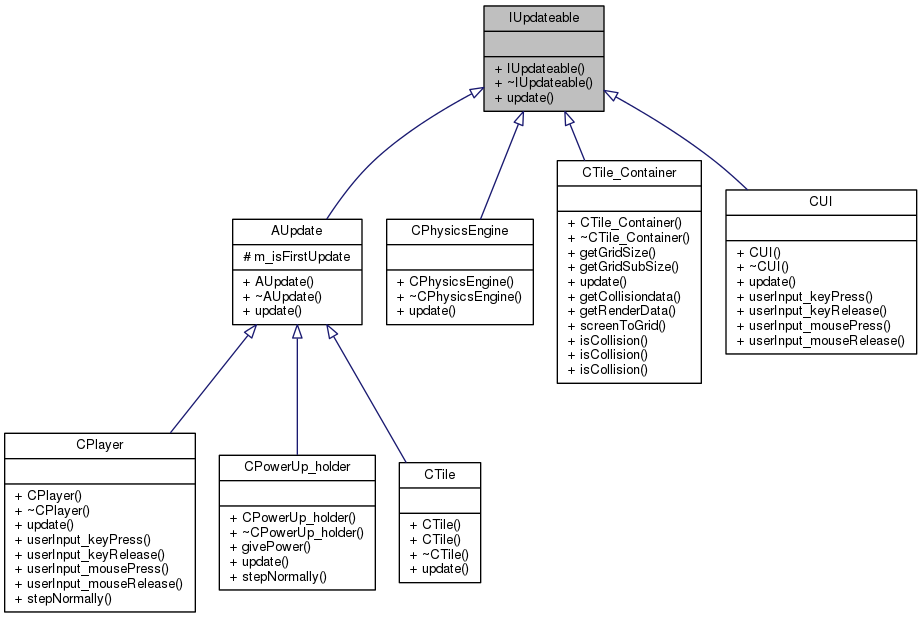 IUpdateable
+ IUpdateable()
+ ~IUpdateable()
+ update()
AUpdate
# m_isFirstUpdate
+ AUpdate()
+ ~AUpdate()
+ update()
CPhysicsEngine
+ CPhysicsEngine()
+ ~CPhysicsEngine()
+ update()
CTile_Container
+ CTile_Container()
+ ~CTile_Container()
+ getGridSize()
+ getGridSubSize()
+ update()
+ getCollisiondata()
+ getRenderData()
+ screenToGrid()
+ isCollision()
+ isCollision()
+ isCollision()
CUI
+ CUI()
+ ~CUI()
+ update()
+ userInput_keyPress()
+ userInput_keyRelease()
+ userInput_mousePress()
+ userInput_mouseRelease()
CPlayer
+ CPlayer()
+ ~CPlayer()
+ update()
+ userInput_keyPress()
+ userInput_keyRelease()
+ userInput_mousePress()
+ userInput_mouseRelease()
+ stepNormally()
CPowerUp_holder
+ CPowerUp_holder()
+ ~CPowerUp_holder()
+ givePower()
+ update()
+ stepNormally()
CTile
+ CTile()
+ CTile()
+ ~CTile()
+ update()